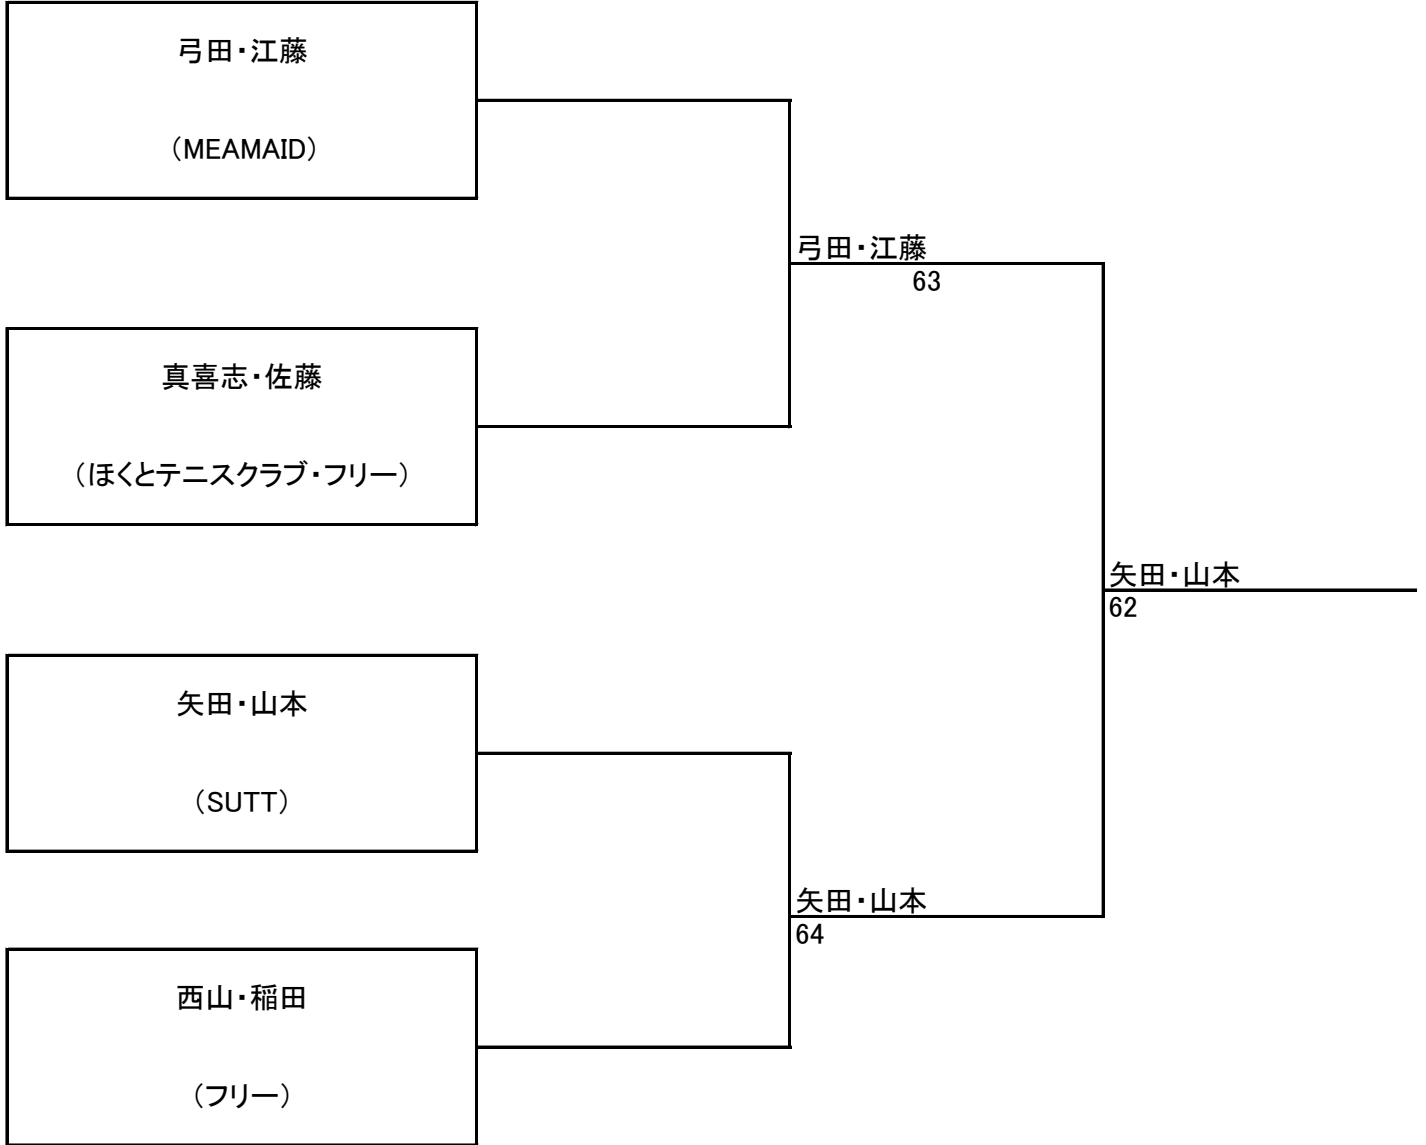 弓田・江藤
（MEAMAID）
弓田・江藤
63
真喜志・佐藤
（ほくとテニスクラブ・フリー）
矢田・山本
62
矢田・山本
（SUTT）
矢田・山本
64
西山・稲田
（フリー）